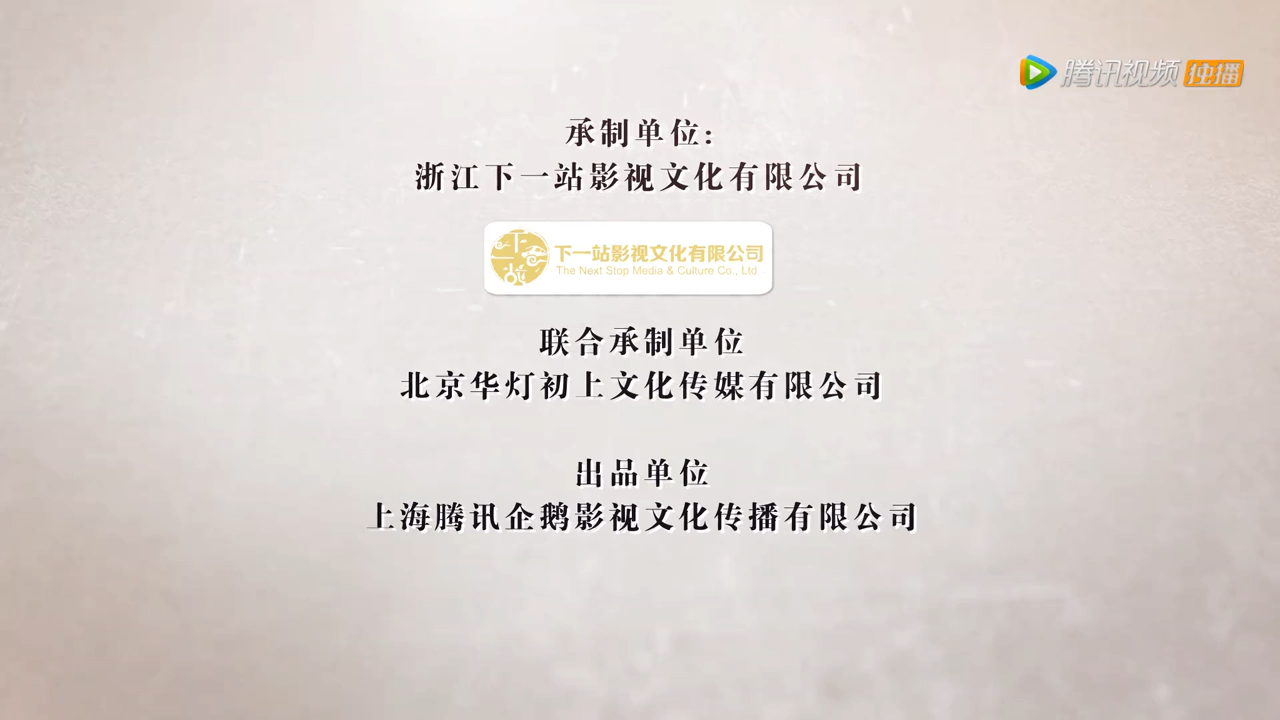 腾讯视频 独播
承制单位:
浙江下一站影视文化有限公司
下一站
下一站影视文化有限公司
The Next Stop Media & Culture Co., Ltd
联合承制单位
北京华灯初上文化传媒有限公司
出品单位
上海腾讯企鹅影视文化传播有限公司